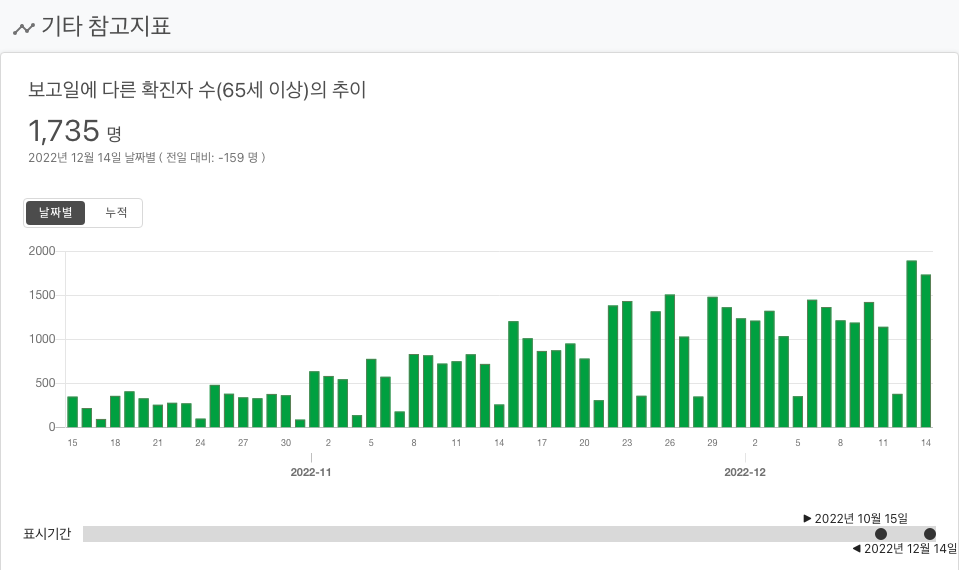 기타 참고지표
보고일에 다른 확진자 수(65세 이상)의 추이
1,735 명
2022년 12월 14일 날짜별 ( 전일 대비: -159 명 )
날짜별 누적
2000
1500
1000
500
0
15 18 21 24 27 30 2 5 8 11 14 17 20 23 26 29 2 5 8 11 14
2022-11 2022-12
▶ 2022년 10월 15일
표시기간
◀ 2022년 12월 14일